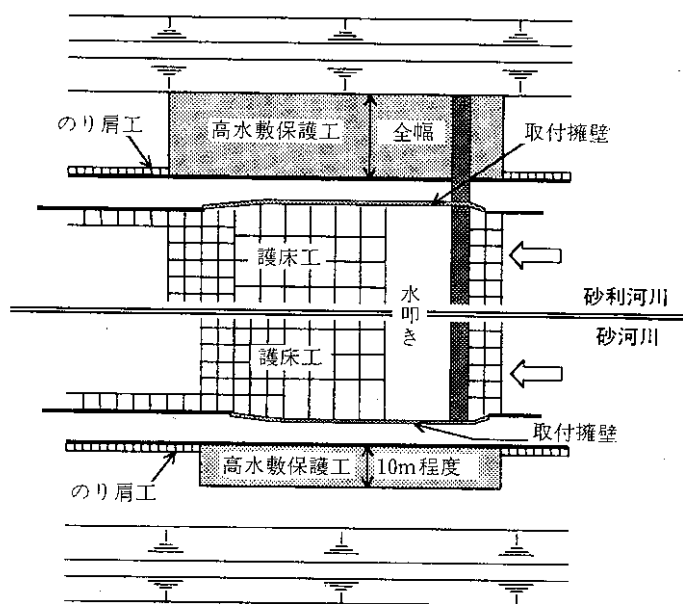 のり肩工
高水敷保護工
全幅
取付擁壁
護床工
水叩き
砂利河川
砂河川
護床工
取付擁壁
高水敷保護工
10m程度
のり肩工